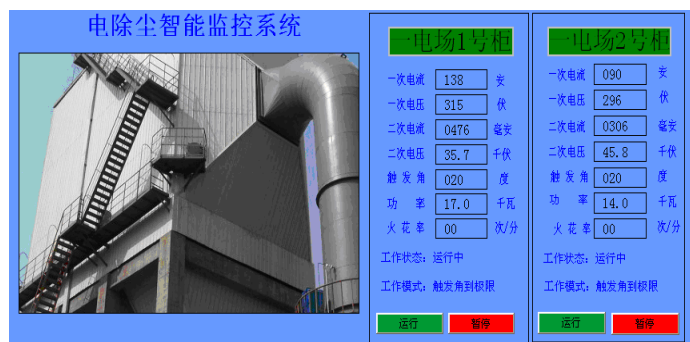 电除尘智能监控系统
一电场1号柜
一次电流 138 安
一次电压 315 伏
二次电流 0476 毫安
二次电压 35.7 千伏
触发角 020 度
功 率 17.0 千瓦
火花率 00 次/分
工作状态：运行中
工作模式：触发角到极限
运行 暂停
一电场2号柜
一次电流 090 安
一次电压 296 伏
二次电流 0306 毫安
二次电压 45.8 千伏
触发角 020 度
功 率 14.0 千瓦
火花率 00 次/分
工作状态：运行中
工作模式：触发角到极限
运行 暂停